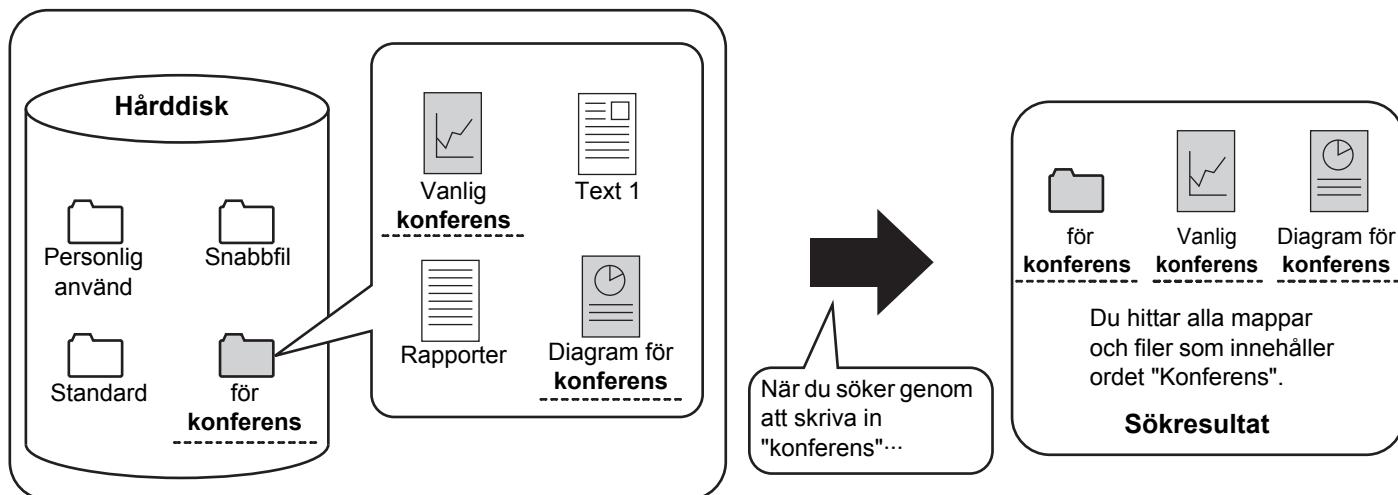 Hårddisk
Personlig
använd
Snabbfil
Standard
för
konferens
Vanlig
konferens
Text 1
Rapporter
Diagram för
konferens
När du söker genom
att skriva in
"konferens"···
för
konferens
Vanlig
konferens
Diagram för
konferens
Du hittar alla mappar
och filer som innehåller
ordet "Konferens".
Sökresultat